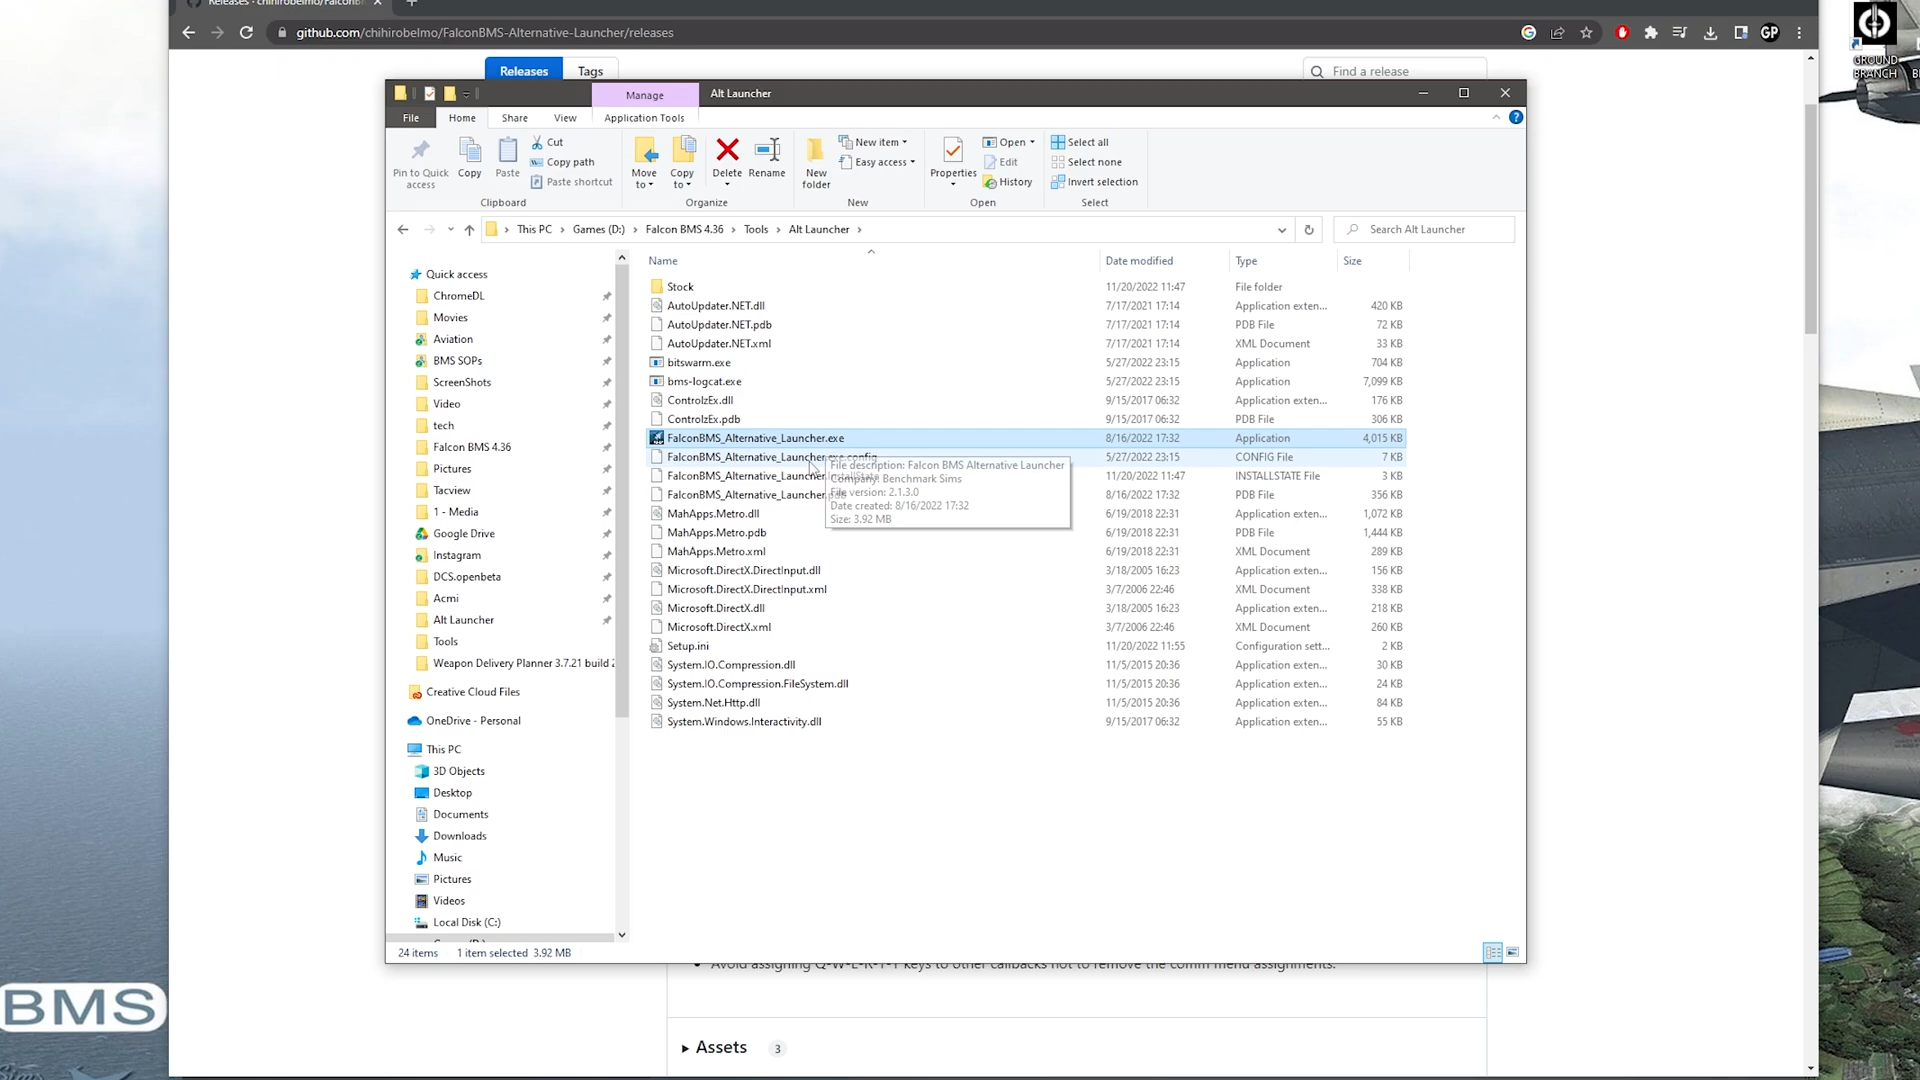 Releases · chihirobelmo/FalconB
github.com/chihirobelmo/FalconBMS-Alternative-Launcher/releases
GP
GROUND
BRANCH
Releases
Tags
Find a release
Manage
Alt Launcher
File
Home
Share
View
Application Tools
Pin to Quick
access
Copy
Paste
Cut
Copy path
Paste shortcut
Move
to
Copy
to
Delete
Rename
New
folder
New item
Easy access
Properties
Open
Edit
History
Select all
Select none
Invert selection
Clipboard
Organize
New
Open
Select
This PC > Games (D:) > Falcon BMS 4.36 > Tools > Alt Launcher >
Search Alt Launcher
Quick access
ChromeDL
Movies
Aviation
BMS SOPs
ScreenShots
Video
tech
Falcon BMS 4.36
Pictures
Tacview
1 - Media
Google Drive
Instagram
DCS.openbeta
Acmi
Alt Launcher
Tools
Weapon Delivery Planner 3.7.21 build 2
Creative Cloud Files
OneDrive - Personal
This PC
3D Objects
Desktop
Documents
Downloads
Music
Pictures
Videos
Local Disk (C:)
Name Date modified Type Size
Stock 11/20/2022 11:47 File folder
AutoUpdater.NET.dll 7/17/2021 17:14 Application exten... 420 KB
AutoUpdater.NET.pdb 7/17/2021 17:14 PDB File 72 KB
AutoUpdater.NET.xml 7/17/2021 17:14 XML Document 33 KB
bitswarm.exe 5/27/2022 23:15 Application 704 KB
bms-logcat.exe 5/27/2022 23:15 Application 7,099 KB
ControlzEx.dll 9/15/2017 06:32 Application exten... 176 KB
ControlzEx.pdb 9/15/2017 06:32 PDB File 306 KB
FalconBMS_Alternative_Launcher.exe 8/16/2022 17:32 Application 4,015 KB
FalconBMS_Alternative_Launcher.exe.config 5/27/2022 23:15 CONFIG File 7 KB
FalconBMS_Alternative_Launcher.InstallState 11/20/2022 11:47 INSTALLSTATE File 3 KB
FalconBMS_Alternative_Launcher.pdb 8/16/2022 17:32 PDB File 356 KB
File description: Falcon BMS Alternative Launcher
Company: Benchmark Sims
File version: 2.1.3.0
Date created: 8/16/2022 17:32
Size: 3.92 MB
MahApps.Metro.dll 6/19/2018 22:31 Application exten... 1,072 KB
MahApps.Metro.pdb 6/19/2018 22:31 PDB File 1,444 KB
MahApps.Metro.xml 6/19/2018 22:31 XML Document 289 KB
Microsoft.DirectX.DirectInput.dll 3/18/2005 16:23 Application exten... 156 KB
Microsoft.DirectX.DirectInput.xml 3/7/2006 22:46 XML Document 338 KB
Microsoft.DirectX.dll 3/18/2005 16:23 Application exten... 218 KB
Microsoft.DirectX.xml 3/7/2006 22:46 XML Document 260 KB
Setup.ini 11/20/2022 11:55 Configuration sett... 2 KB
System.IO.Compression.dll 11/5/2015 20:36 Application exten... 30 KB
System.IO.Compression.FileSystem.dll 11/5/2015 20:36 Application exten... 24 KB
System.Net.Http.dll 11/5/2015 20:36 Application exten... 84 KB
System.Windows.Interactivity.dll 9/15/2017 06:32 Application exten... 55 KB
24 items 1 item selected 3.92 MB
Avoid assigning Q-W-E-R-T-Y keys to other callbacks not to remove the comm menu assignments.
Assets 3
BMS